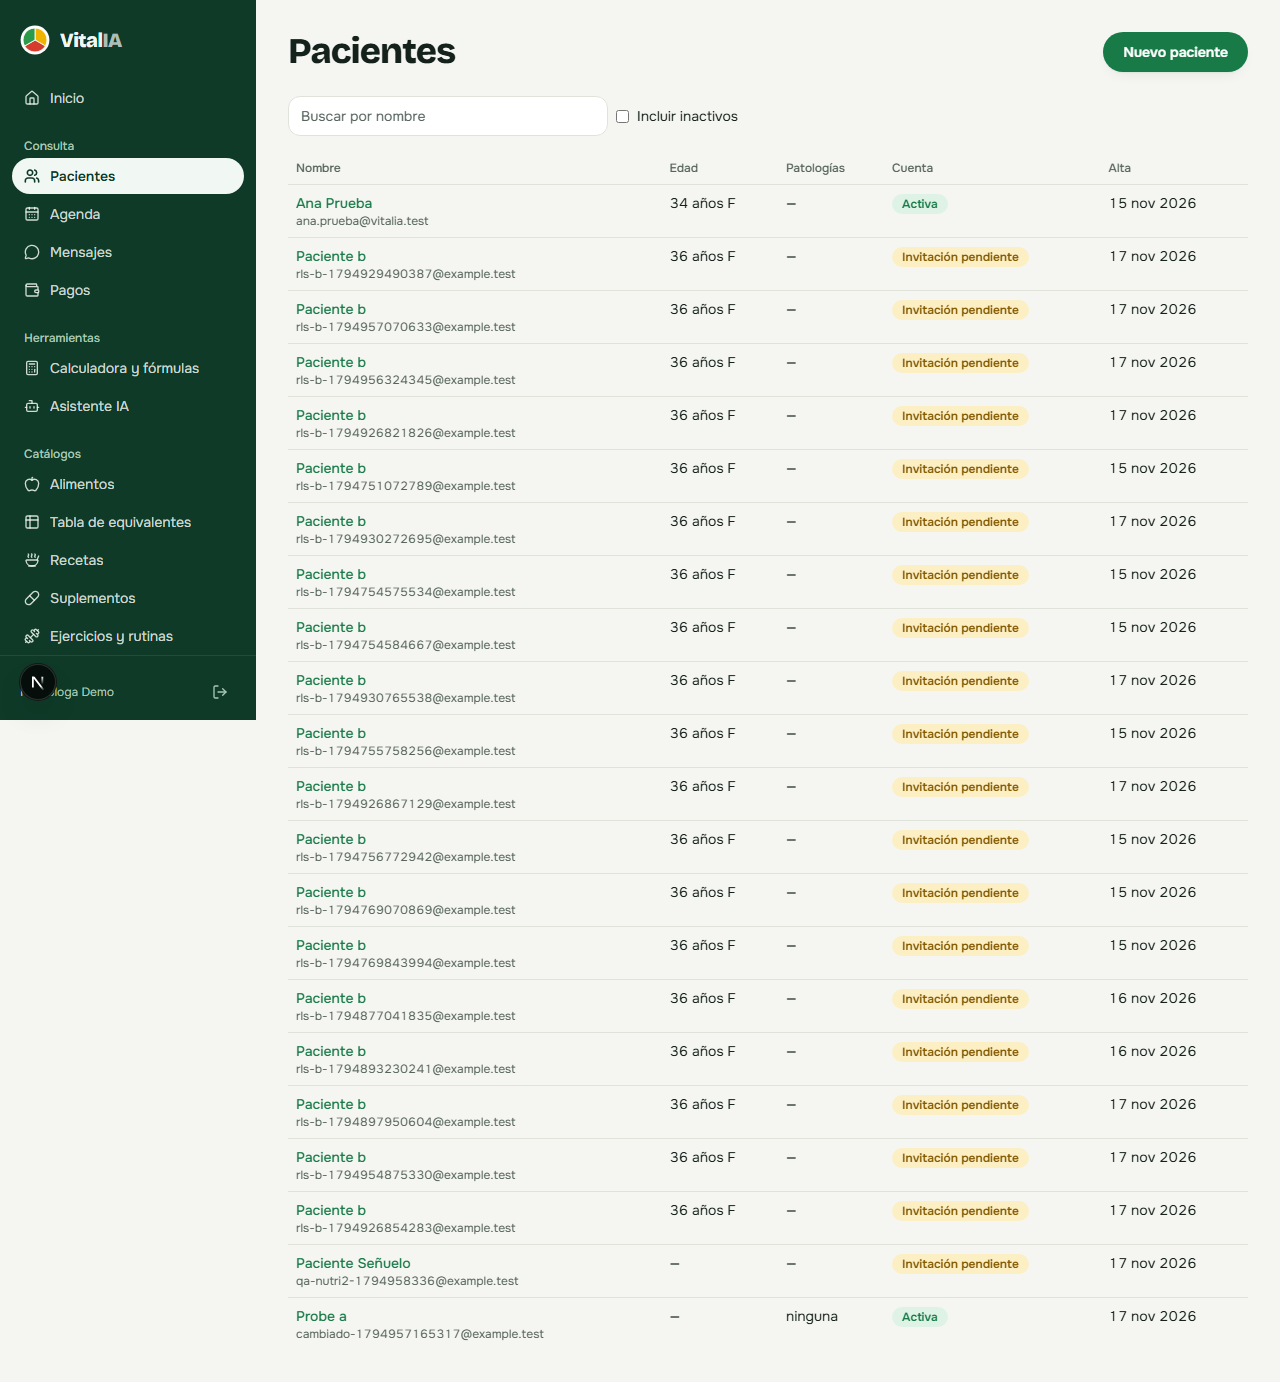 VitalIA
Inicio
Consulta
Pacientes
Agenda
Mensajes
Pagos
Herramientas
Calculadora y fórmulas
Asistente IA
Catálogos
Alimentos
Tabla de equivalentes
Recetas
Suplementos
Ejercicios y rutinas
N
Demo
Pacientes
Nuevo paciente
Buscar por nombre
Incluir inactivos
Nombre Edad Patologías Cuenta Alta
Ana Prueba 34 años F – Activa 15 nov 2026
ana.prueba@vitalia.test
Paciente b 36 años F – Invitación pendiente 17 nov 2026
rls-b-1794929490387@example.test
Paciente b 36 años F – Invitación pendiente 17 nov 2026
rls-b-1794957070633@example.test
Paciente b 36 años F – Invitación pendiente 17 nov 2026
rls-b-1794956324345@example.test
Paciente b 36 años F – Invitación pendiente 17 nov 2026
rls-b-1794926821826@example.test
Paciente b 36 años F – Invitación pendiente 15 nov 2026
rls-b-1794751072789@example.test
Paciente b 36 años F – Invitación pendiente 17 nov 2026
rls-b-1794930272695@example.test
Paciente b 36 años F – Invitación pendiente 15 nov 2026
rls-b-1794754575534@example.test
Paciente b 36 años F – Invitación pendiente 15 nov 2026
rls-b-1794754584667@example.test
Paciente b 36 años F – Invitación pendiente 17 nov 2026
rls-b-1794930765538@example.test
Paciente b 36 años F – Invitación pendiente 15 nov 2026
rls-b-1794755758256@example.test
Paciente b 36 años F – Invitación pendiente 17 nov 2026
rls-b-1794926867129@example.test
Paciente b 36 años F – Invitación pendiente 15 nov 2026
rls-b-1794756772942@example.test
Paciente b 36 años F – Invitación pendiente 15 nov 2026
rls-b-1794769070869@example.test
Paciente b 36 años F – Invitación pendiente 15 nov 2026
rls-b-1794769843994@example.test
Paciente b 36 años F – Invitación pendiente 16 nov 2026
rls-b-1794877041835@example.test
Paciente b 36 años F – Invitación pendiente 16 nov 2026
rls-b-1794893230241@example.test
Paciente b 36 años F – Invitación pendiente 17 nov 2026
rls-b-1794897950604@example.test
Paciente b 36 años F – Invitación pendiente 17 nov 2026
rls-b-1794954875330@example.test
Paciente b 36 años F – Invitación pendiente 17 nov 2026
rls-b-1794926854283@example.test
Paciente Señuelo – – Invitación pendiente 17 nov 2026
qa-nutri2-1794958336@example.test
Probe a – ninguna Activa 17 nov 2026
cambiado-1794957165317@example.test